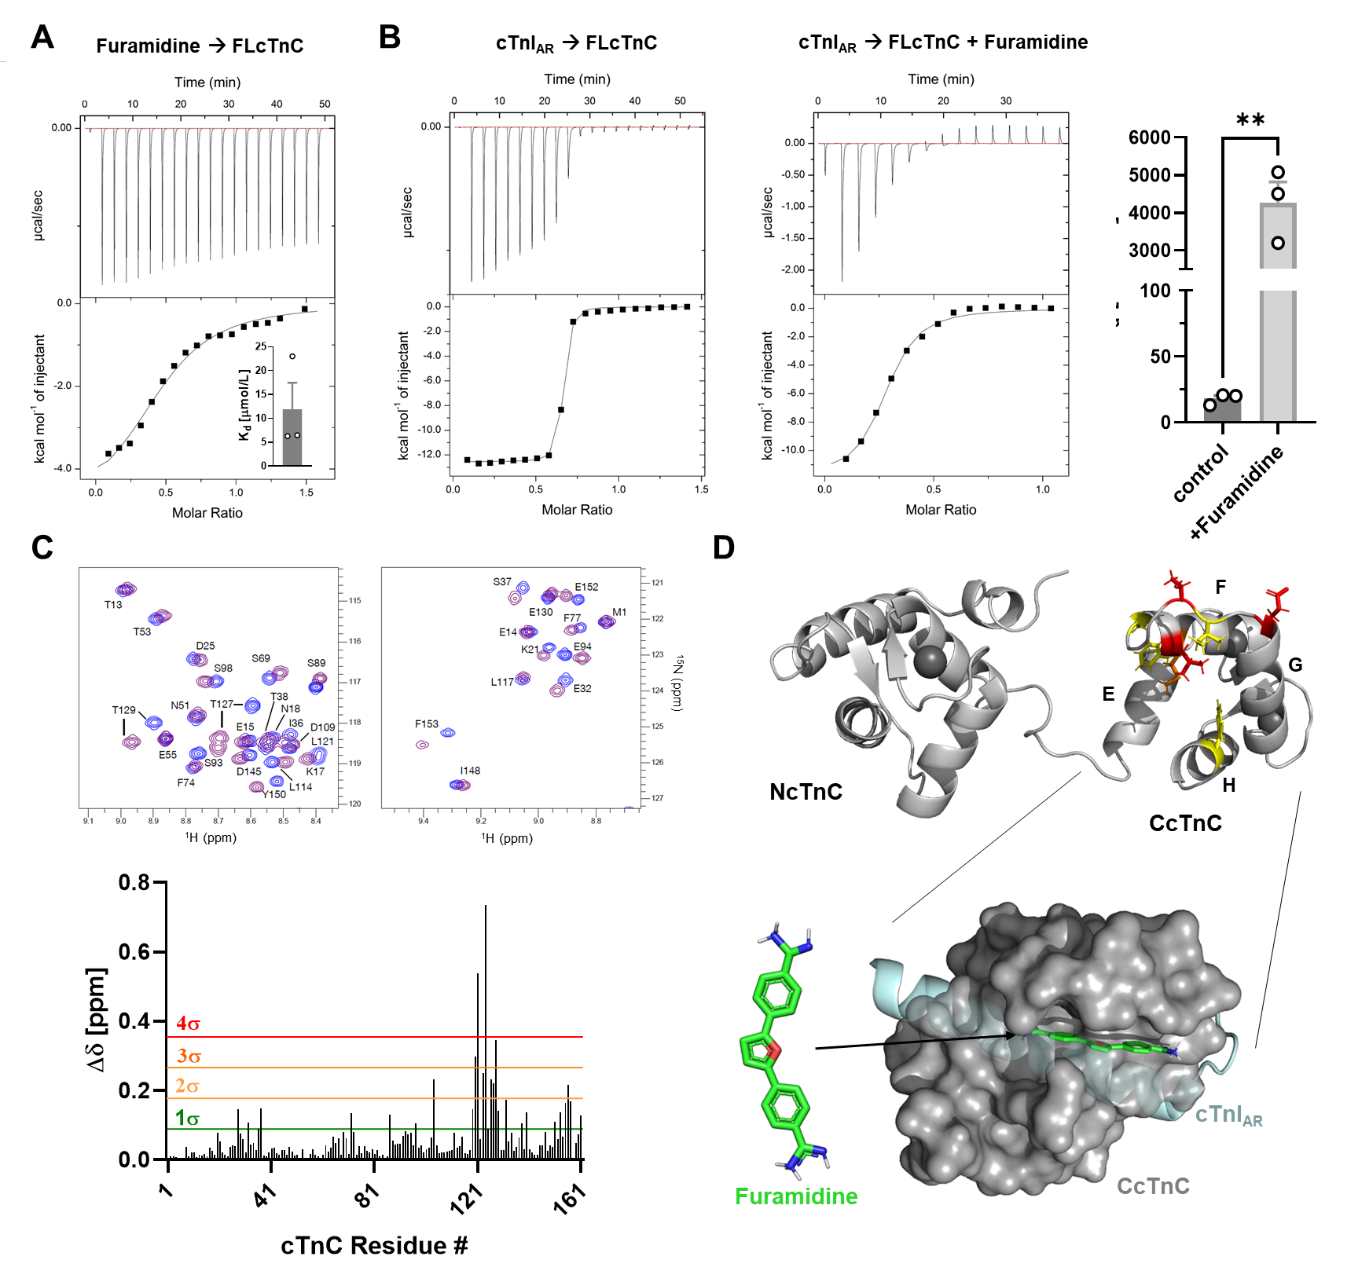 A
Furamidine → FLcTnC
Time (min)
0 10 20 30 40 50
0.00
µcal/sec
0.0
-2.0
-4.0
kcal mol⁻¹ of injectant
25
20
15
10
5
0
K_d [µmol/L]
0.0 0.5 1.0 1.5
Molar Ratio
B
cTnI_AR → FLcTnC
Time (min)
0 10 20 30 40 50
0.00
µcal/sec
0.0
-2.0
-4.0
-6.0
-8.0
-10.0
-12.0
kcal mol⁻¹ of injectant
0.0 0.5 1.0 1.5
Molar Ratio
cTnI_AR → FLcTnC + Furamidine
Time (min)
0 10 20 30
0.00
-0.50
-1.00
-1.50
-2.00
µcal/sec
0.0
-2.0
-4.0
-6.0
-8.0
-10.0
kcal mol⁻¹ of injectant
0.0 0.5 1.0
Molar Ratio
**
6000
5000
4000
3000
100
50
0
control
+Furamidine
C
T13
T53
D25
S98
S69
S89
T38
N18
I36
D109
L121
K17
L114
Y150
D145
E15
T127
N51
T129
E55
S93
F74
115
116
117
118
119
120
9.1 9.0 8.9 8.8 8.7 8.6 8.5 8.4
¹H (ppm)
S37
E152
E130
F77
M1
E14
K21
E94
L117
E32
F153
I148
121
122
123
124
125
126
127
¹⁵N (ppm)
9.4 9.2 9.0 8.8
¹H (ppm)
0.8
0.6
0.4
0.2
0.0
Δδ [ppm]
4σ
3σ
2σ
1σ
1 41 81 121 161
cTnC Residue #
D
F
G
E
H
NcTnC
CcTnC
cTnI_AR
CcTnC
Furamidine